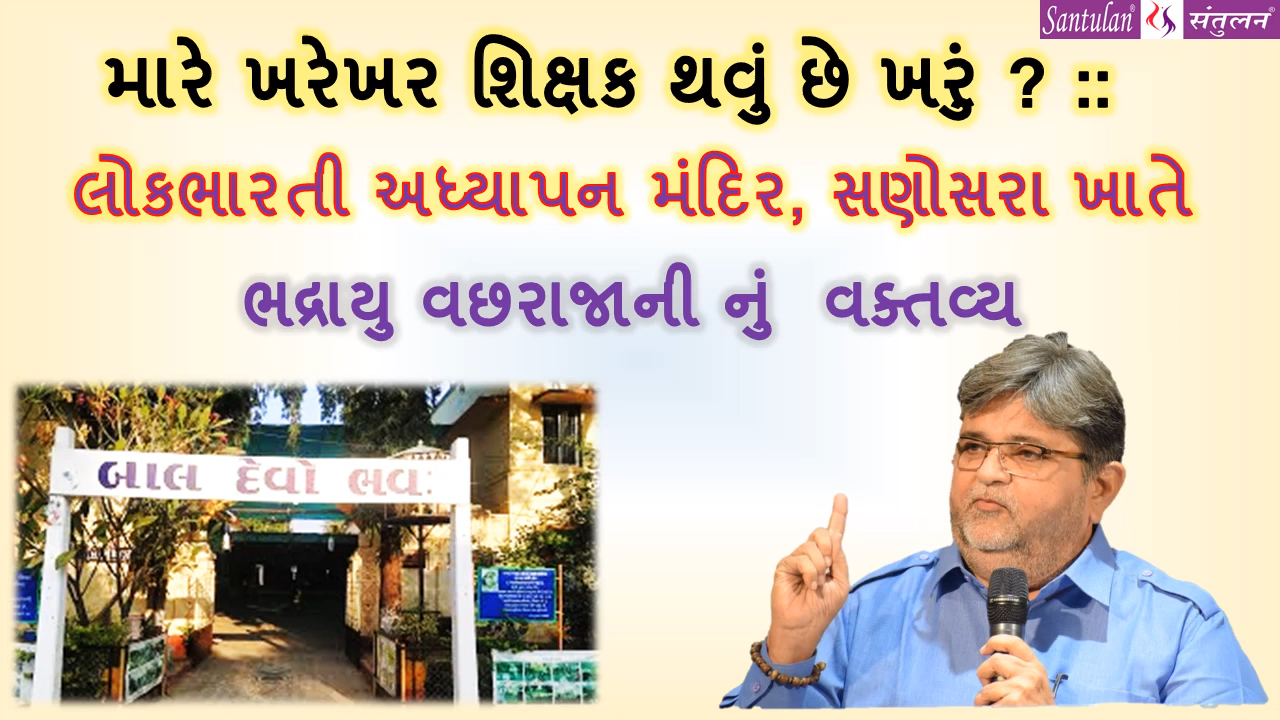 Santulan® संतुलन®
મારે ખરેખર શિક્ષક થવું છે ખરું ? ::
લોકભારતી અધ્યાપન મંદિર, સણોસરા ખાતે
ભદ્રાયુ વછરાજાની નું વક્તવ્ય
બાલ દેવો ભવ: